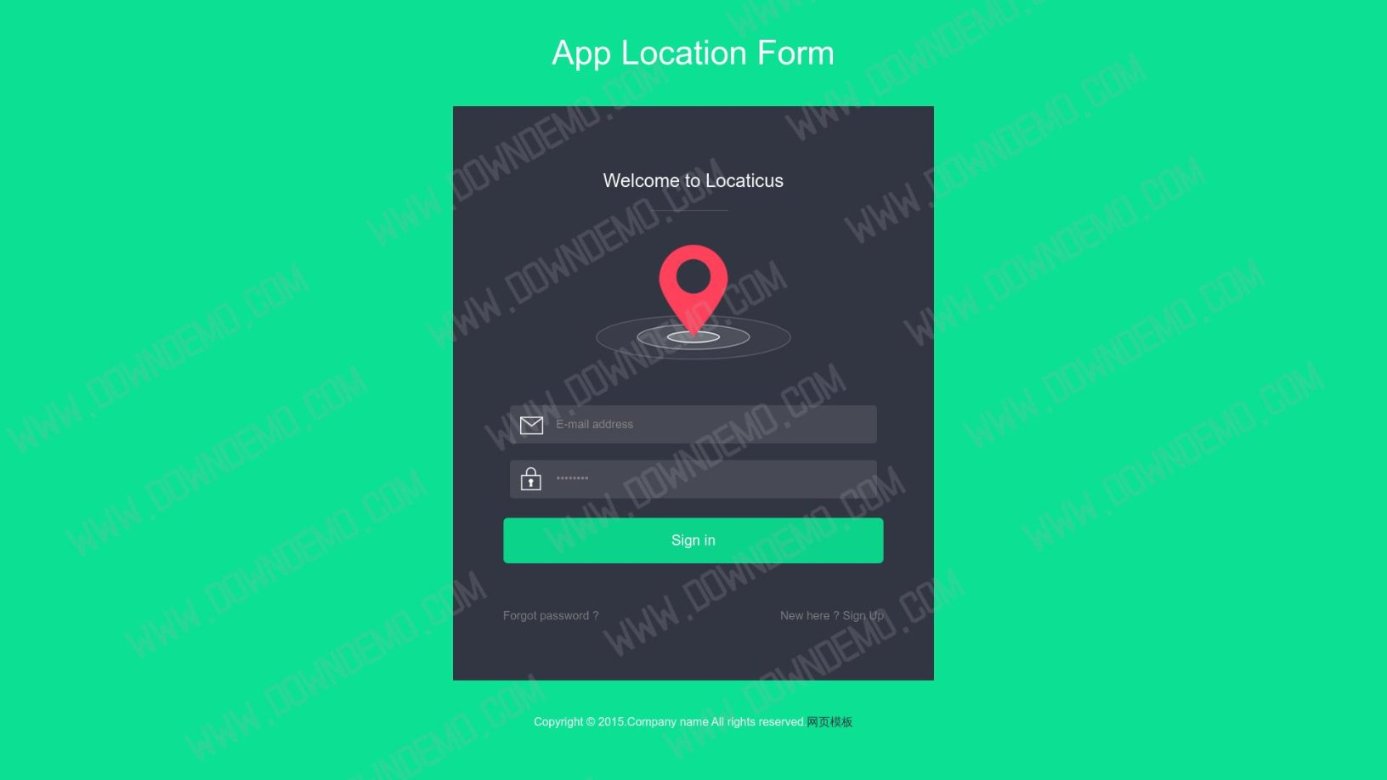 App Location Form
Welcome to Locaticus
E-mail address
••••••••
Sign in
Forgot password ?
New here ? Sign Up
Copyright © 2015.Company name All rights reserved.网页模板
WWW.DOWNDEMO.COM